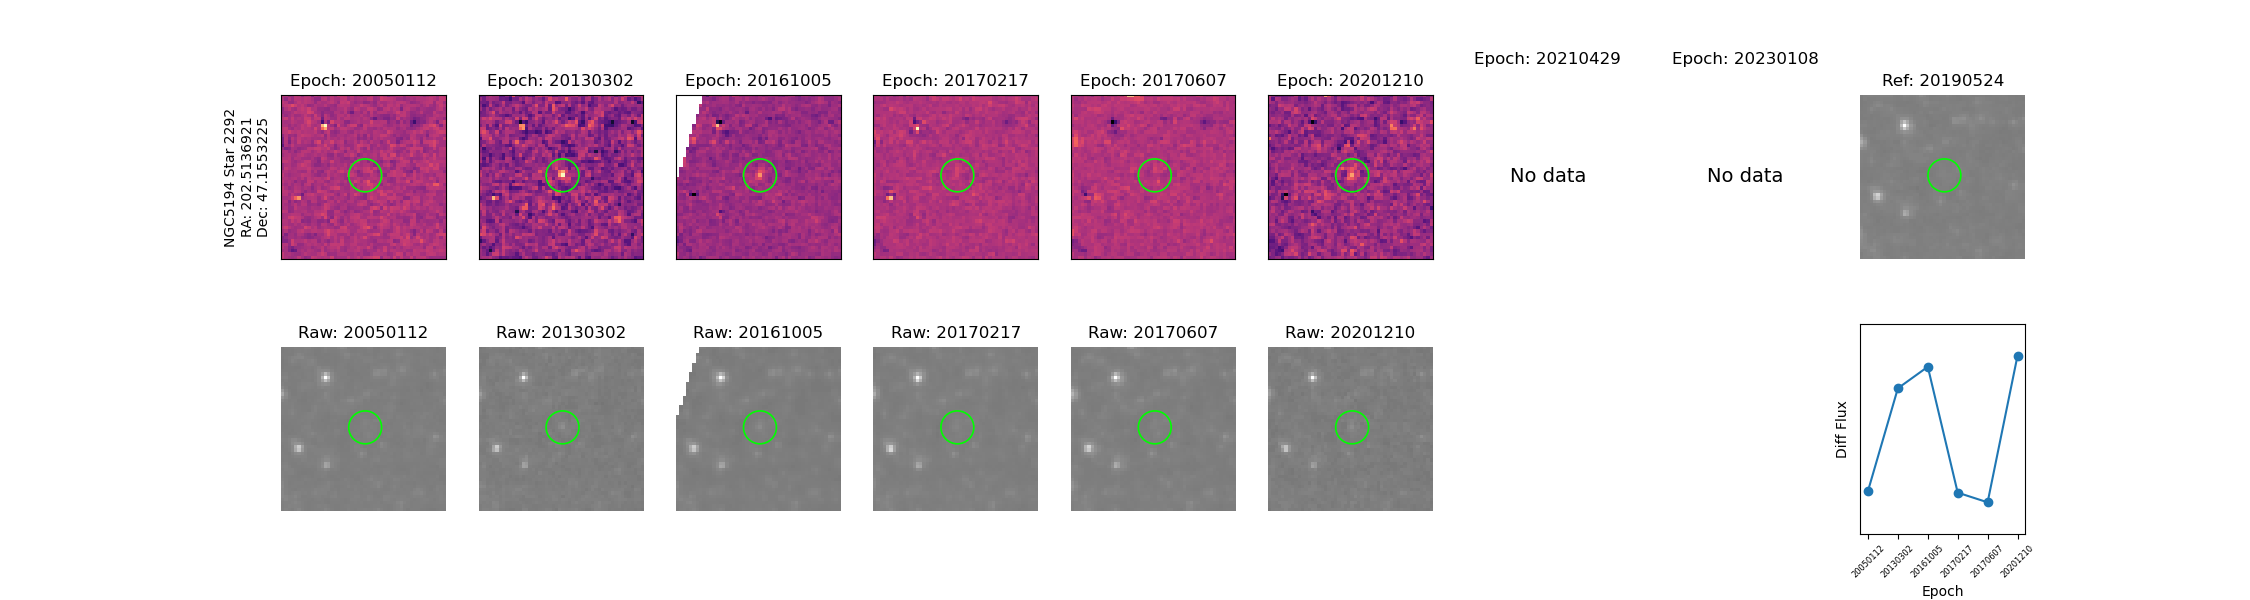 Epoch: 20050112
Epoch: 20130302
Epoch: 20161005
Epoch: 20170217
Epoch: 20170607
Epoch: 20201210
Epoch: 20210429
Epoch: 20230108
Ref: 20190524
NGC5194 Star 2292
RA: 202.5136921
Dec: 47.1553225
No data
No data
Raw: 20050112
Raw: 20130302
Raw: 20161005
Raw: 20170217
Raw: 20170607
Raw: 20201210
Diff Flux
20050112
20130302
20161005
20170217
20170607
20201210
Epoch